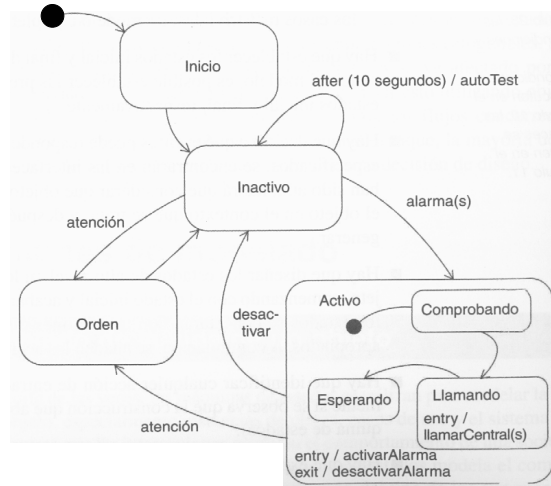 Inicio
after (10 segundos) / autoTest
Inactivo
alarma(s)
atención
Orden
desac-
tivar
Activo
Comprobando
Esperando
Llamando
entry /
llamarCentral(s)
atención
entry / activarAlarma
exit / desactivarAlarma